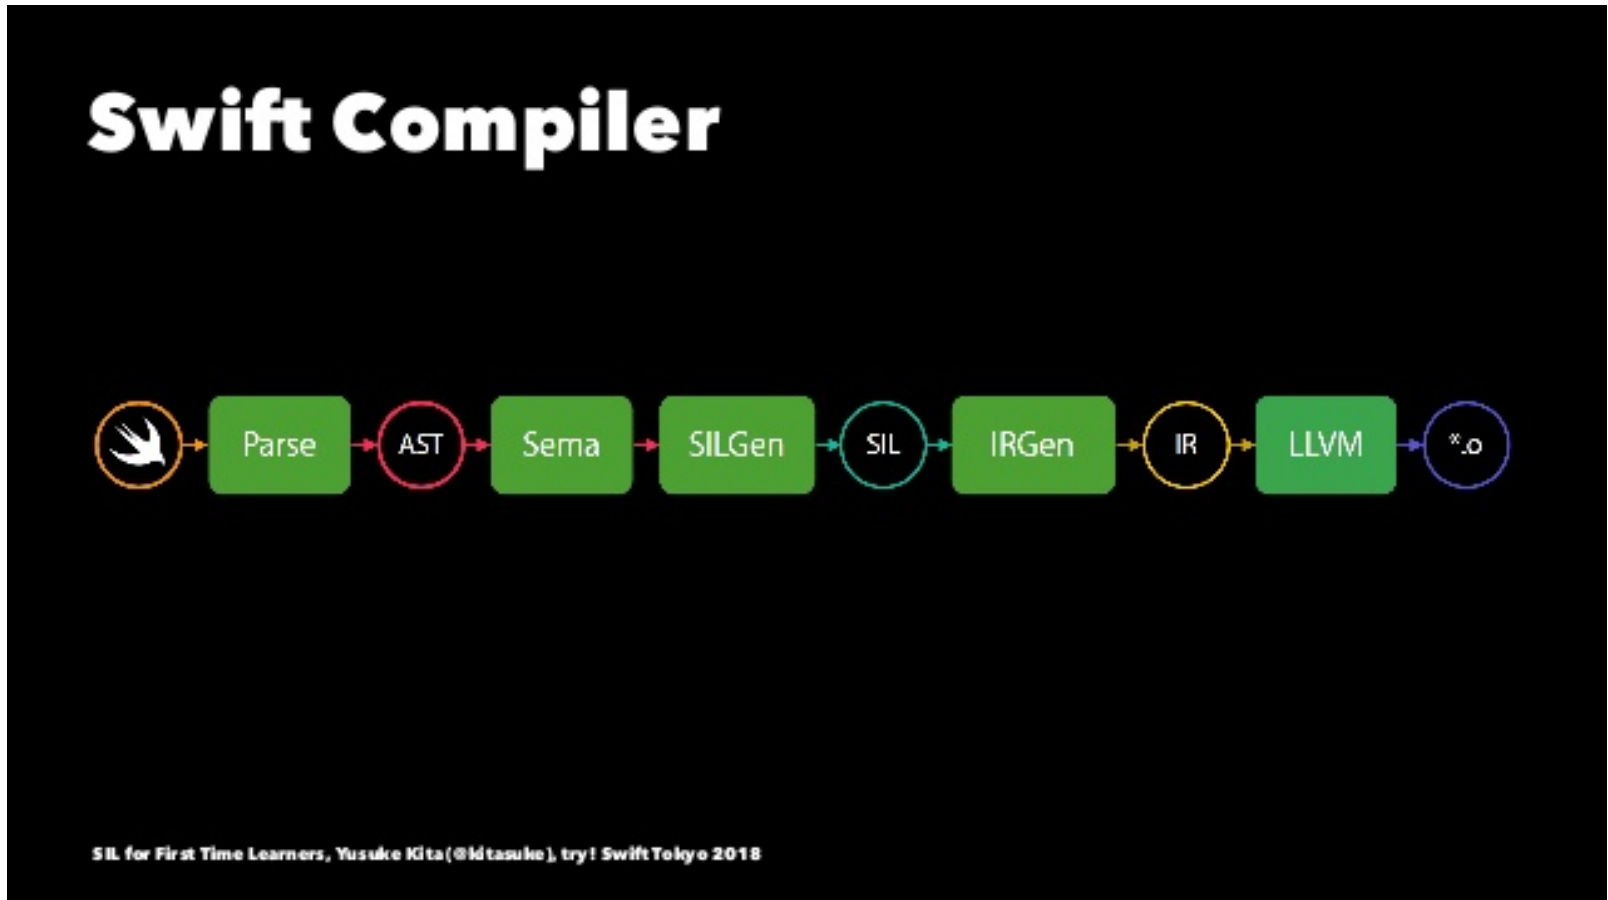 Swift Compiler
Parse AST Sema SILGen SIL IRGen IR LLVM *.o
SIL for First Time Learners, Yusuke Kita (@kitasuke), try! Swift Tokyo 2018